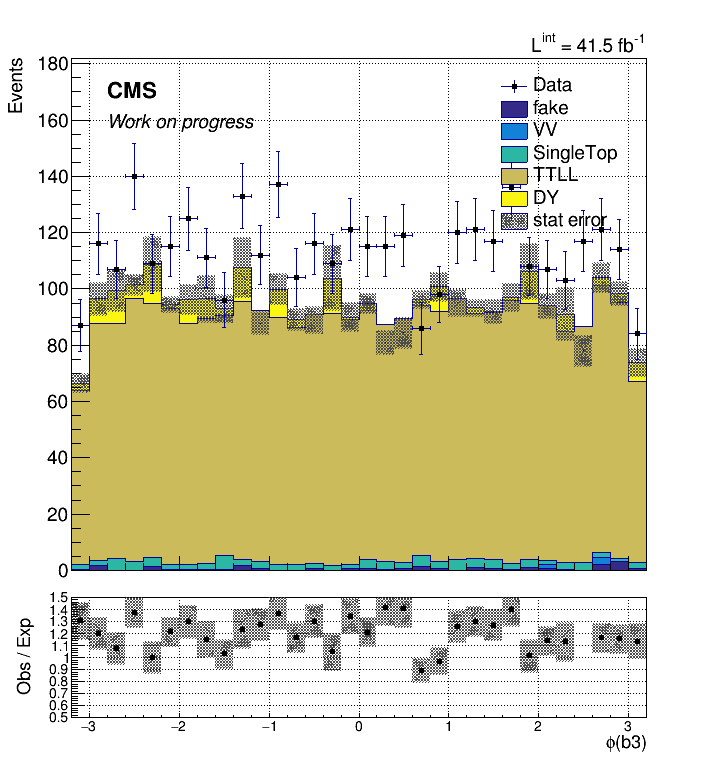 L^int = 41.5 fb^-1
Events
180
160
140
120
100
80
60
40
20
0
CMS
Work on progress
Data
fake
VV
SingleTop
TTLL
DY
stat error
Obs / Exp
1.5
1.4
1.3
1.2
1.1
1
0.9
0.8
0.7
0.6
0.5
−3 −2 −1 0 1 2 3
ϕ(b3)